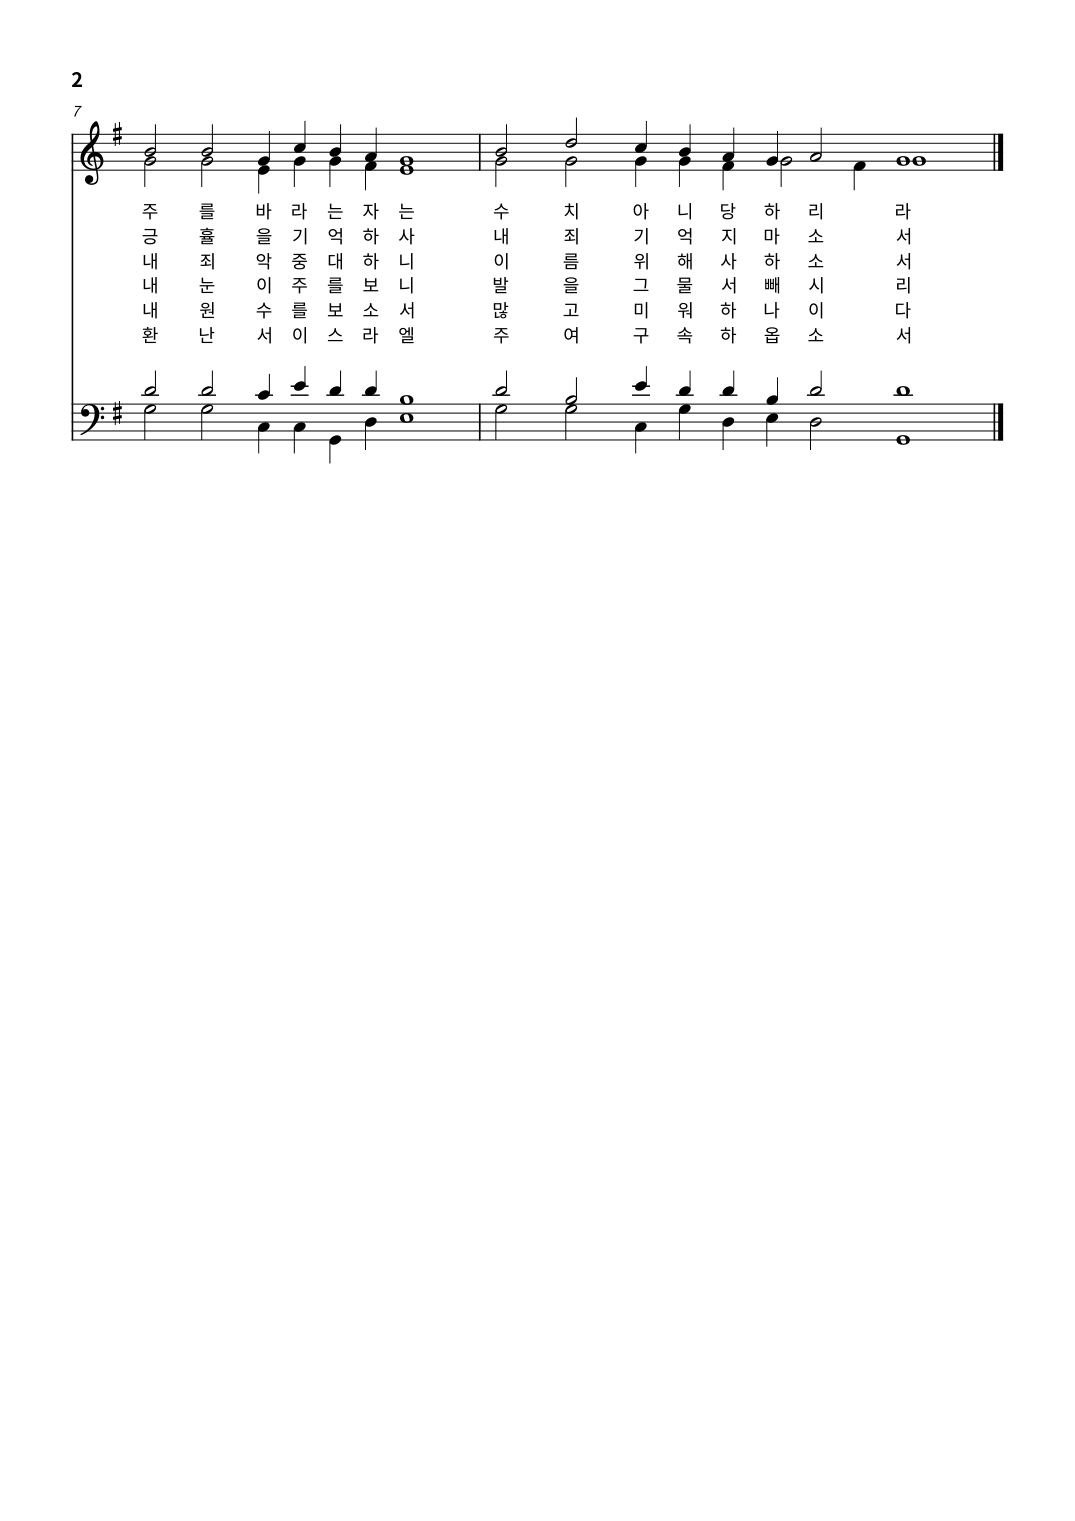 2
7
주 를 바 라 는 자 는 수 치 아 니 당 하 리 라
긍 휼 을 기 억 하 사 내 죄 기 억 지 마 소 서
내 죄 악 중 대 하 니 이 름 위 해 사 하 소 서
내 눈 이 주 를 보 니 발 을 그 물 서 빼 시 리
내 원 수 를 보 소 서 많 고 미 워 하 나 이 다
환 난 서 이 스 라 엘 주 여 구 속 하 옵 소 서